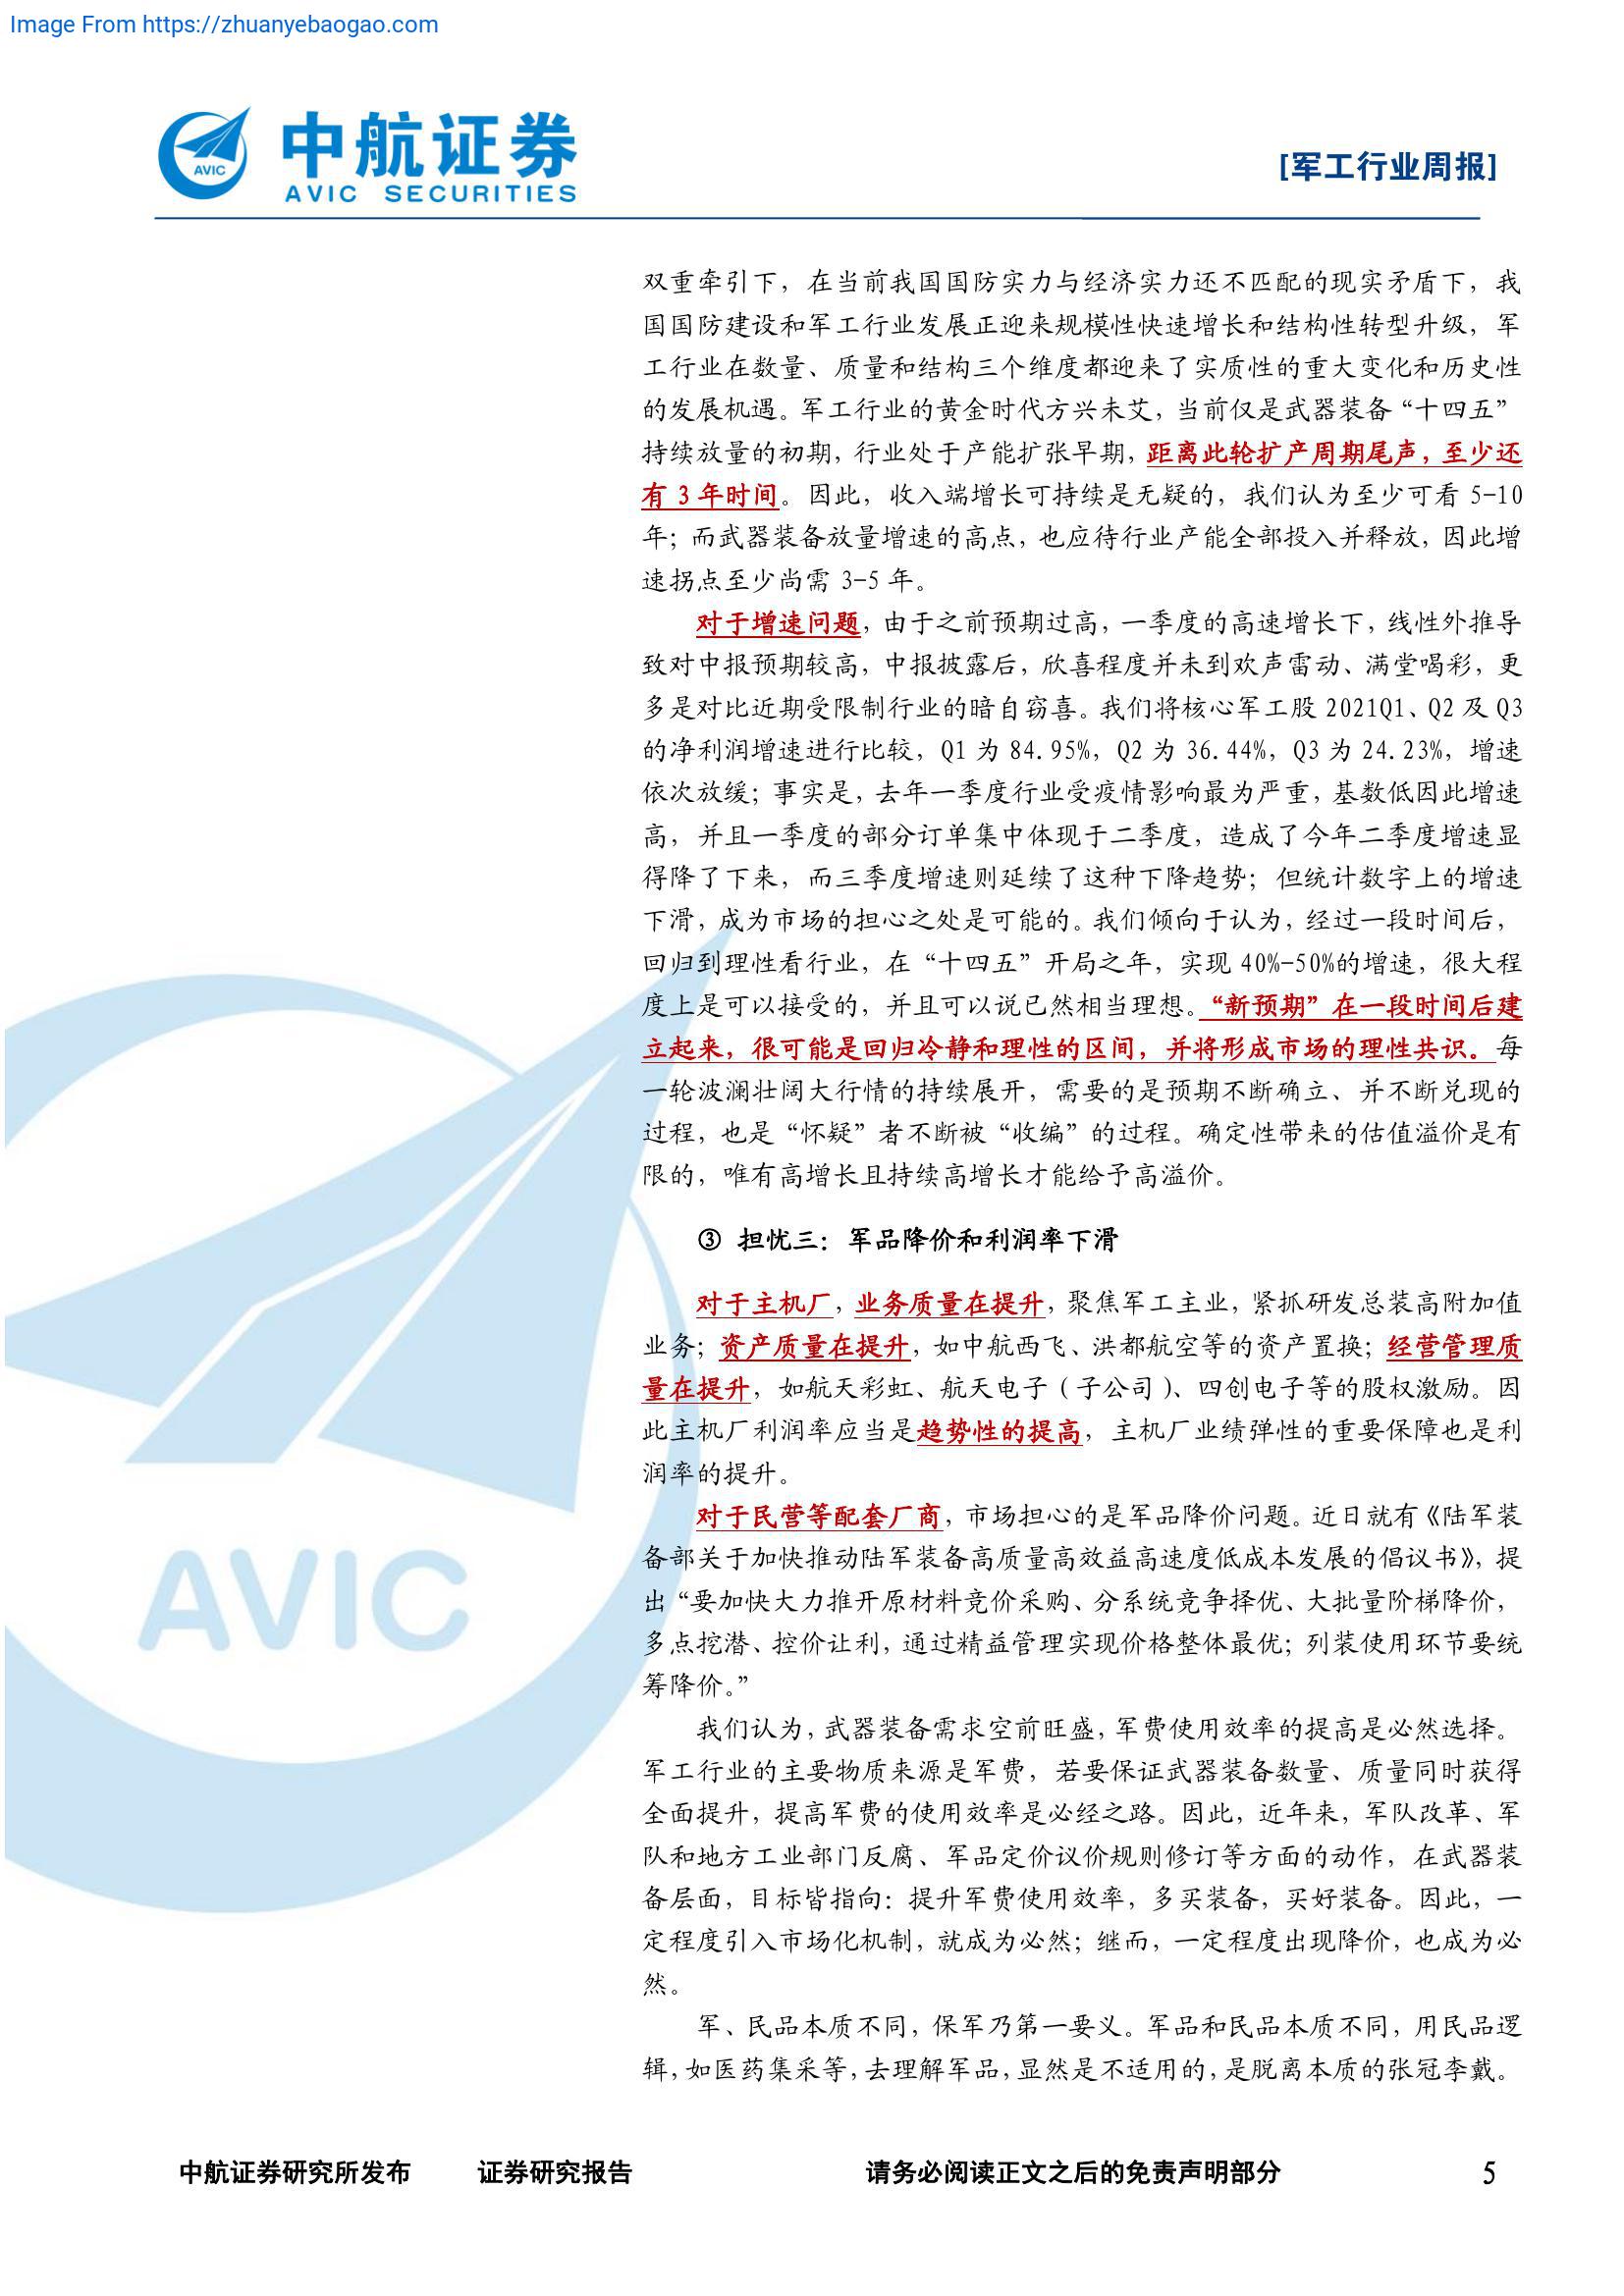 Image From https://zhuanyebaogao.com
AVIC
中航证券
AVIC SECURITIES
[军工行业周报]
双重牵引下，在当前我国国防实力与经济实力还不匹配的现实矛盾下，我
国国防建设和军工行业发展正迎来规模性快速增长和结构性转型升级，军
工行业在数量、质量和结构三个维度都迎来了实质性的重大变化和历史性
的发展机遇。军工行业的黄金时代方兴未艾，当前仅是武器装备“十四五”
持续放量的初期，行业处于产能扩张早期，距离此轮扩产周期尾声，至少还
有 3 年时间。因此，收入端增长可持续是无疑的，我们认为至少可看 5-10
年；而武器装备放量增速的高点，也应待行业产能全部投入并释放，因此增
速拐点至少尚需 3-5 年。
对于增速问题，由于之前预期过高，一季度的高速增长下，线性外推导
致对中报预期较高，中报披露后，欣喜程度并未到欢声雷动、满堂喝彩，更
多是对比近期受限制行业的暗自窃喜。我们将核心军工股 2021Q1、Q2 及 Q3
的净利润增速进行比较，Q1 为 84.95%，Q2 为 36.44%，Q3 为 24.23%，增速
依次放缓；事实是，去年一季度行业受疫情影响最为严重，基数低因此增速
高，并且一季度的部分订单集中体现于二季度，造成了今年二季度增速显
得降了下来，而三季度增速则延续了这种下降趋势；但统计数字上的增速
下滑，成为市场的担心之处是可能的。我们倾向于认为，经过一段时间后，
回归到理性看行业，在“十四五”开局之年，实现 40%-50%的增速，很大程
度上是可以接受的，并且可以说已然相当理想。“新预期”在一段时间后建
立起来，很可能是回归冷静和理性的区间，并将形成市场的理性共识。每
一轮波澜壮阔大行情的持续展开，需要的是预期不断确立、并不断兑现的
过程，也是“怀疑”者不断被“收编”的过程。确定性带来的估值溢价是有
限的，唯有高增长且持续高增长才能给予高溢价。
③ 担忧三：军品降价和利润率下滑
对于主机厂，业务质量在提升，聚焦军工主业，紧抓研发总装高附加值
业务；资产质量在提升，如中航西飞、洪都航空等的资产置换；经营管理质
量在提升，如航天彩虹、航天电子（子公司）、四创电子等的股权激励。因
此主机厂利润率应当是趋势性的提高，主机厂业绩弹性的重要保障也是利
润率的提升。
对于民营等配套厂商，市场担心的是军品降价问题。近日就有《陆军装
备部关于加快推动陆军装备高质量高效益高速度低成本发展的倡议书》，提
出“要加快大力推开原材料竞价采购、分系统竞争择优、大批量阶梯降价，
多点挖潜、控价让利，通过精益管理实现价格整体最优；列装使用环节要统
筹降价。”
我们认为，武器装备需求空前旺盛，军费使用效率的提高是必然选择。
军工行业的主要物质来源是军费，若要保证武器装备数量、质量同时获得
全面提升，提高军费的使用效率是必经之路。因此，近年来，军队改革、军
队和地方工业部门反腐、军品定价议价规则修订等方面的动作，在武器装
备层面，目标皆指向：提升军费使用效率，多买装备，买好装备。因此，一
定程度引入市场化机制，就成为必然；继而，一定程度出现降价，也成为必
然。
军、民品本质不同，保军乃第一要义。军品和民品本质不同，用民品逻
辑，如医药集采等，去理解军品，显然是不适用的，是脱离本质的张冠李戴。
AVIC
中航证券研究所发布 证券研究报告 请务必阅读正文之后的免责声明部分 5